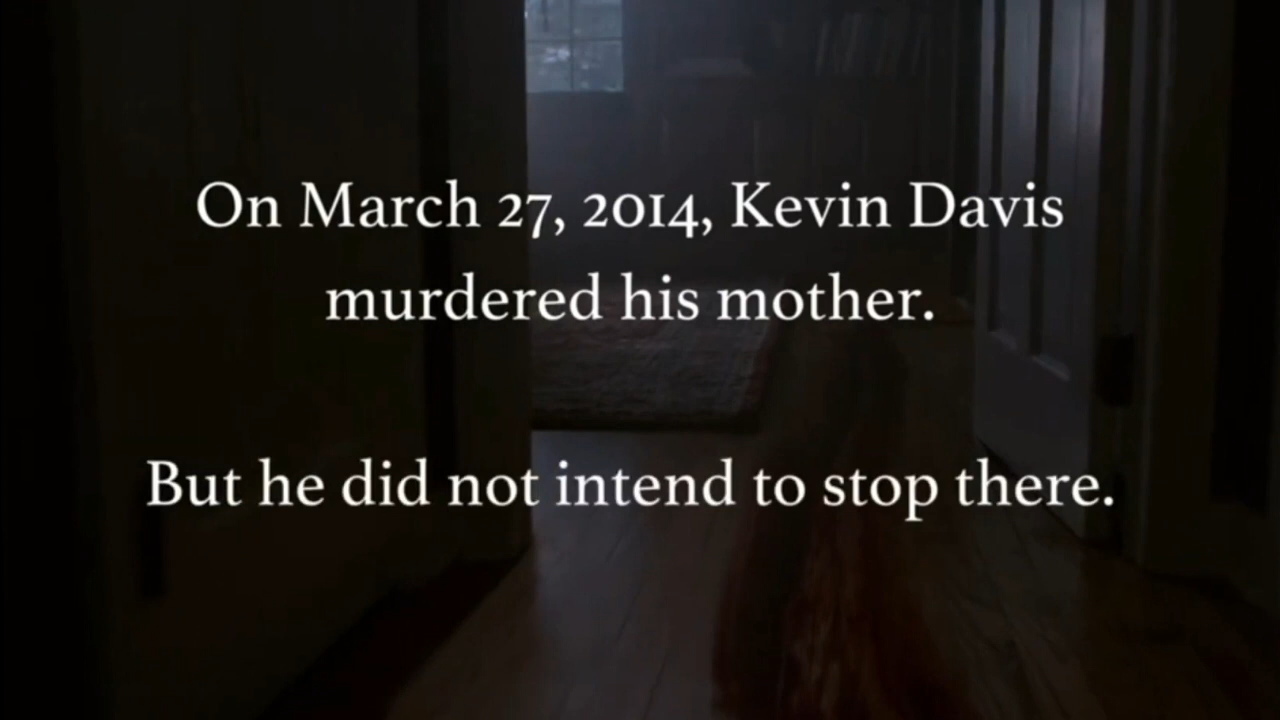 On March 27, 2014, Kevin Davis
murdered his mother.
But he did not intend to stop there.